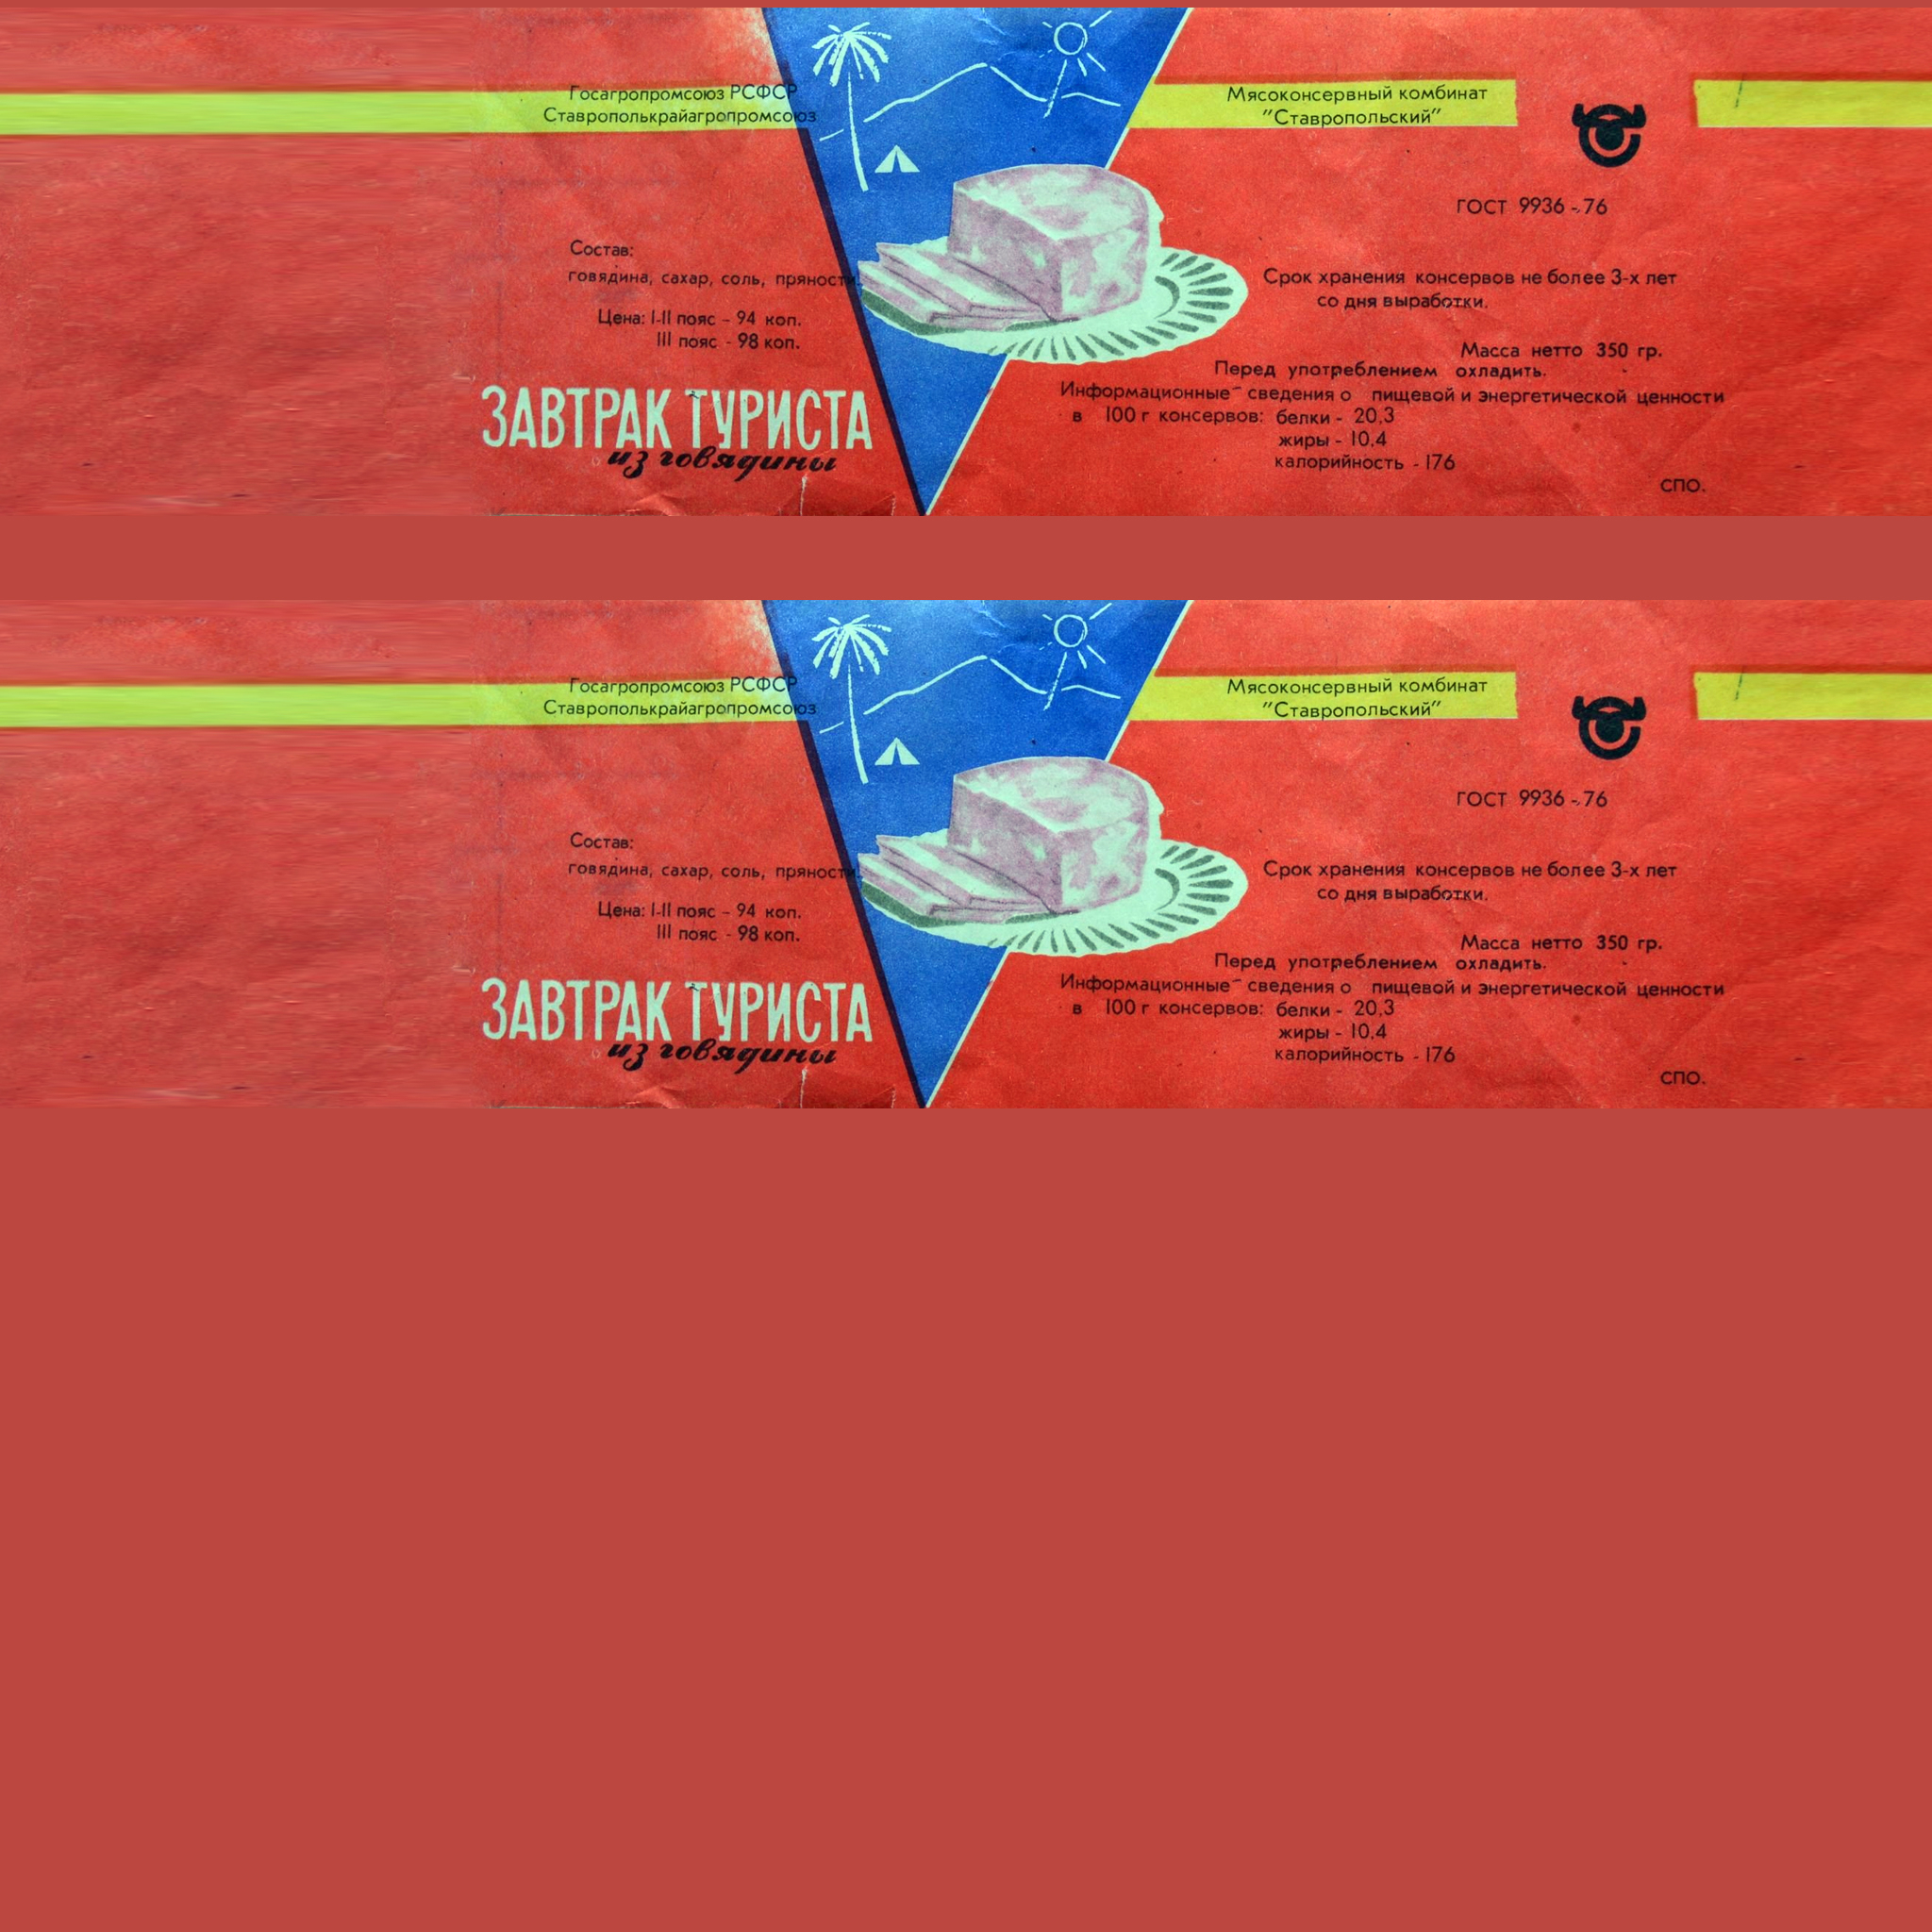 Госагропромсоюз РСФСР
Ставрополькрайагропромсоюз
Состав:
говядина, сахар, соль, пряности.
Цена: I-II пояс - 94 коп.
III пояс - 98 коп.
ЗАВТРАК ТУРИСТА
из говядины
Мясоконсервный комбинат
"Ставропольский"
ГОСТ 9936 - 76
Срок хранения консервов не более 3-х лет
со дня выработки.
Масса нетто 350 гр.
Перед употреблением охладить.
Информационные сведения о пищевой и энергетической ценности
в 100 г консервов: белки - 20,3
жиры - 10,4
калорийность - 176
СПО.
Госагропромсоюз РСФСР
Ставрополькрайагропромсоюз
Состав:
говядина, сахар, соль, пряности.
Цена: I-II пояс - 94 коп.
III пояс - 98 коп.
ЗАВТРАК ТУРИСТА
из говядины
Мясоконсервный комбинат
"Ставропольский"
ГОСТ 9936 - 76
Срок хранения консервов не более 3-х лет
со дня выработки.
Масса нетто 350 гр.
Перед употреблением охладить.
Информационные сведения о пищевой и энергетической ценности
в 100 г консервов: белки - 20,3
жиры - 10,4
калорийность - 176
СПО.